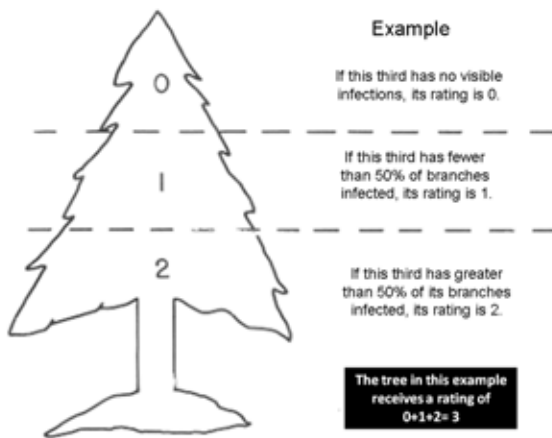 Example
0
If this third has no visible
infections, its rating is 0.
1
If this third has fewer
than 50% of branches
infected, its rating is 1.
2
If this third has greater
than 50% of its branches
infected, its rating is 2.
The tree in this example
receives a rating of
0+1+2= 3